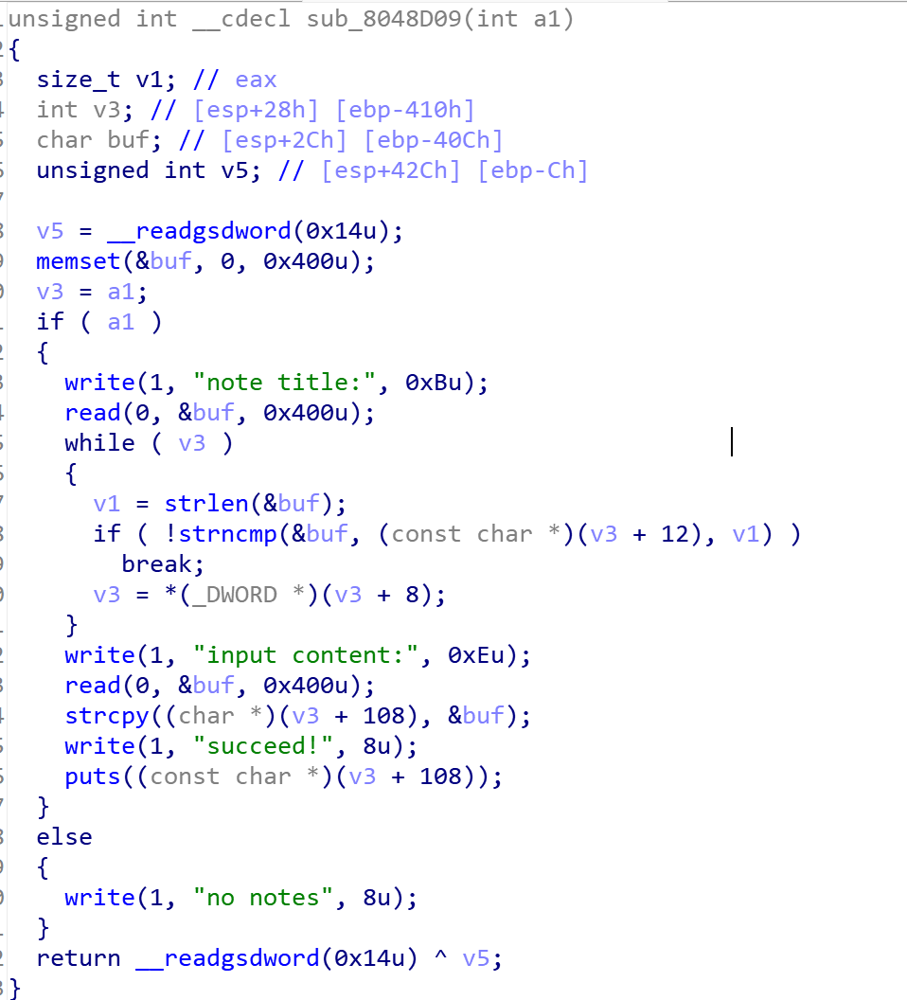 unsigned int __cdecl sub_8048D09(int a1)
{
  size_t v1; // eax
  int v3; // [esp+28h] [ebp-410h]
  char buf; // [esp+2Ch] [ebp-40Ch]
  unsigned int v5; // [esp+42Ch] [ebp-Ch]

  v5 = __readgsdword(0x14u);
  memset(&buf, 0, 0x400u);
  v3 = a1;
  if ( a1 )
  {
    write(1, "note title:", 0xBu);
    read(0, &buf, 0x400u);
    while ( v3 )
    {
      v1 = strlen(&buf);
      if ( !strncmp(&buf, (const char *)(v3 + 12), v1) )
        break;
      v3 = *(_DWORD *)(v3 + 8);
    }
    write(1, "input content:", 0xEu);
    read(0, &buf, 0x400u);
    strcpy((char *)(v3 + 108), &buf);
    write(1, "succeed!", 8u);
    puts((const char *)(v3 + 108));
  }
  else
  {
    write(1, "no notes", 8u);
  }
  return __readgsdword(0x14u) ^ v5;
}